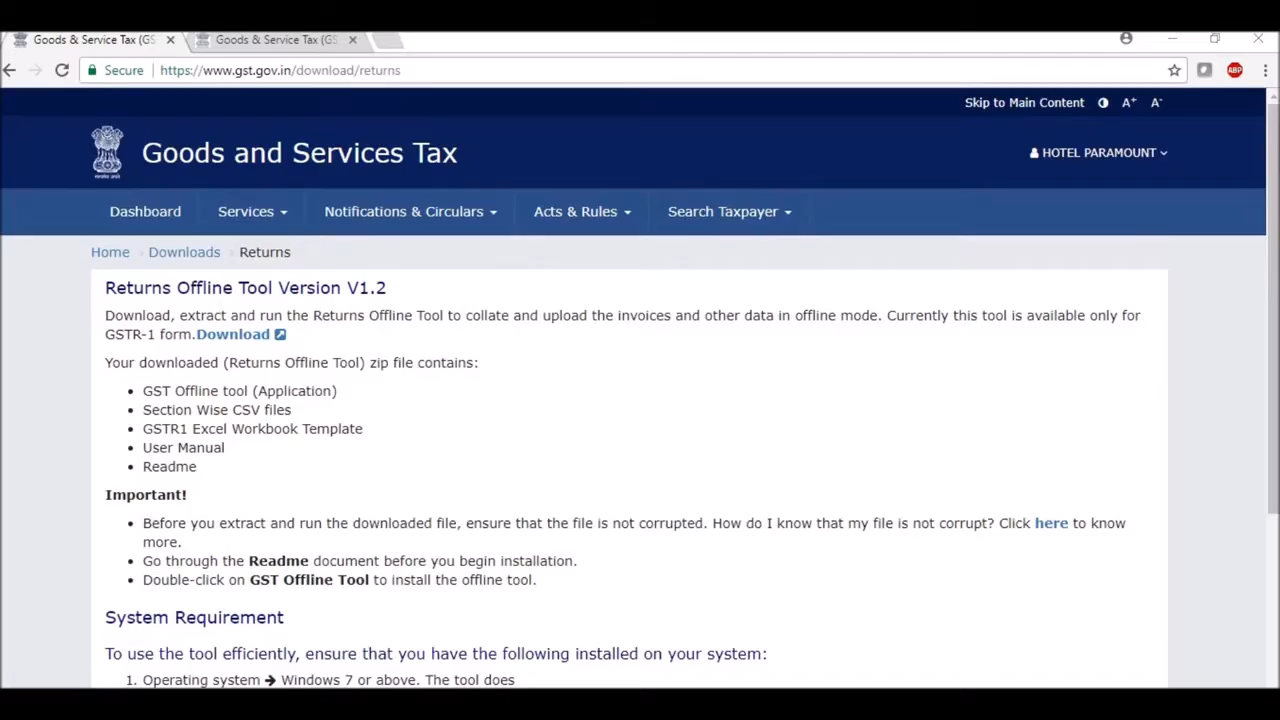 Goods & Service Tax (GS
Goods & Service Tax (GS
Secure
https://www.gst.gov.in/download/returns
ABP
Skip to Main Content A+ A-
Goods and Services Tax
HOTEL PARAMOUNT
Dashboard
Services
Notifications & Circulars
Acts & Rules
Search Taxpayer
Home
Downloads
Returns
Returns Offline Tool Version V1.2
Download, extract and run the Returns Offline Tool to collate and upload the invoices and other data in offline mode. Currently this tool is available only for
GSTR-1 form.Download
Your downloaded (Returns Offline Tool) zip file contains:
• GST Offline tool (Application)
• Section Wise CSV files
• GSTR1 Excel Workbook Template
• User Manual
• Readme
Important!
• Before you extract and run the downloaded file, ensure that the file is not corrupted. How do I know that my file is not corrupt? Click here to know
more.
• Go through the Readme document before you begin installation.
• Double-click on GST Offline Tool to install the offline tool.
System Requirement
To use the tool efficiently, ensure that you have the following installed on your system:
1. Operating system → Windows 7 or above. The tool does